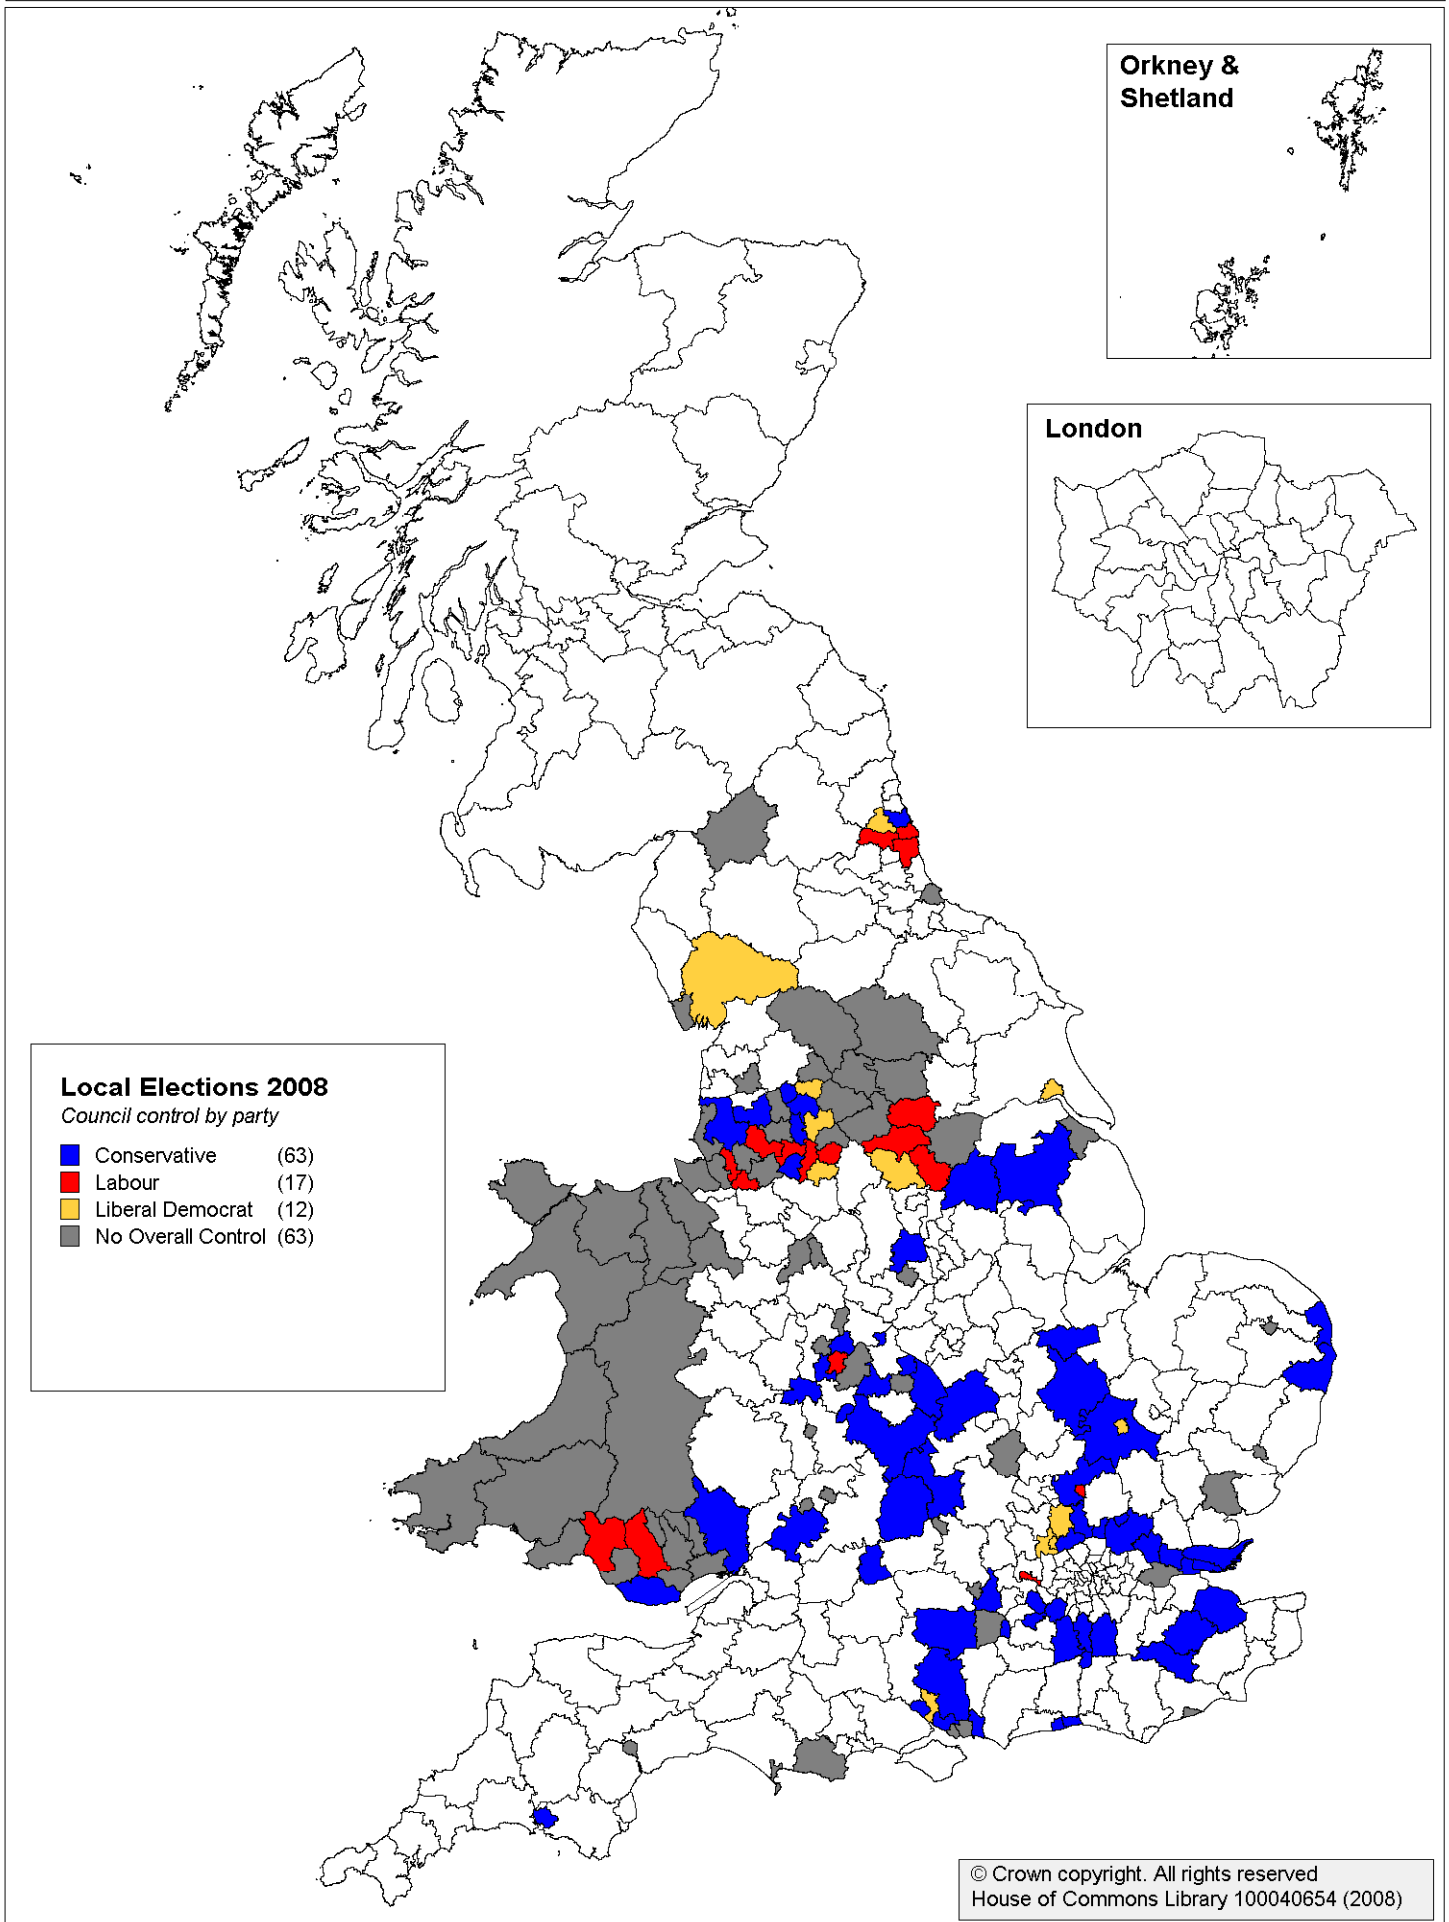 Orkney &
Shetland
London
Local Elections 2008
Council control by party
Conservative (63)
Labour (17)
Liberal Democrat (12)
No Overall Control (63)
© Crown copyright. All rights reserved
House of Commons Library 100040654 (2008)